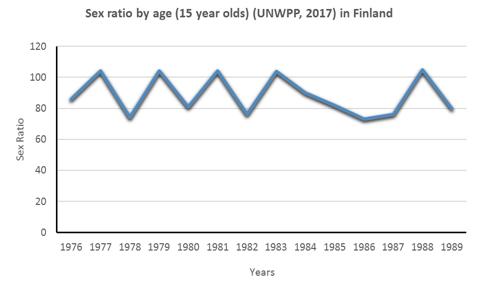 Sex ratio by age (15 year olds) (UNWPP, 2017) in Finland
120
100
80
60
40
20
0
Sex Ratio
1976 1977 1978 1979 1980 1981 1982 1983 1984 1985 1986 1987 1988 1989
Years